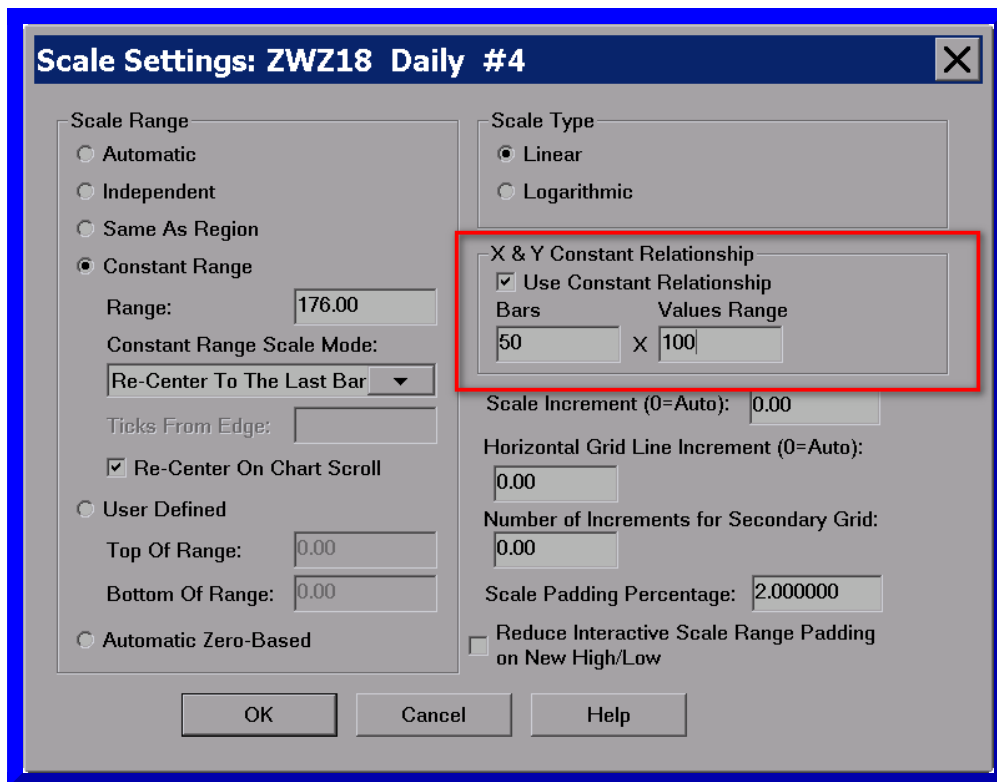 Scale Settings: ZWZ18 Daily #4
Scale Range
Automatic
Independent
Same As Region
Constant Range
Range: 176.00
Constant Range Scale Mode:
Re-Center To The Last Bar
Ticks From Edge:
Re-Center On Chart Scroll
User Defined
Top Of Range: 0.00
Bottom Of Range: 0.00
Automatic Zero-Based
Scale Type
Linear
Logarithmic
X & Y Constant Relationship
Use Constant Relationship
Bars Values Range
50 X 100
Scale Increment (0=Auto): 0.00
Horizontal Grid Line Increment (0=Auto):
0.00
Number of Increments for Secondary Grid:
0.00
Scale Padding Percentage: 2.000000
Reduce Interactive Scale Range Padding
on New High/Low
OK Cancel Help